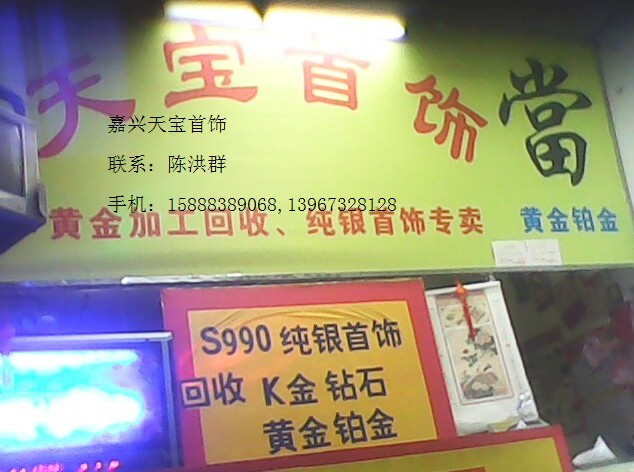 天宝首饰當
嘉兴天宝首饰
联系：陈洪群
手机：15888389068,13967328128
黄金加工回收、纯银首饰专卖 黄金铂金
S990 纯银首饰
回收 K金 钻石
黄金铂金